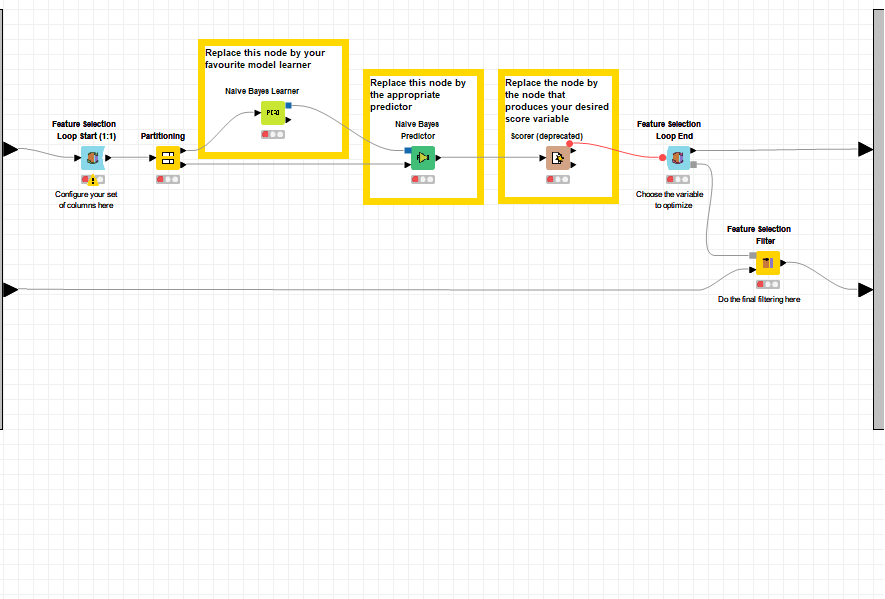 Replace this node by your
favourite model learner
Naive Bayes Learner
Replace this node by
the appropriate
predictor
Naive Bayes
Predictor
Replace the node by
the node that
produces your desired
score variable
Scorer (deprecated)
Feature Selection
Loop Start (1:1)
Configure your set
of columns here
Partitioning
Feature Selection
Loop End
Choose the variable
to optimize
Feature Selection
Filter
Do the final filtering here